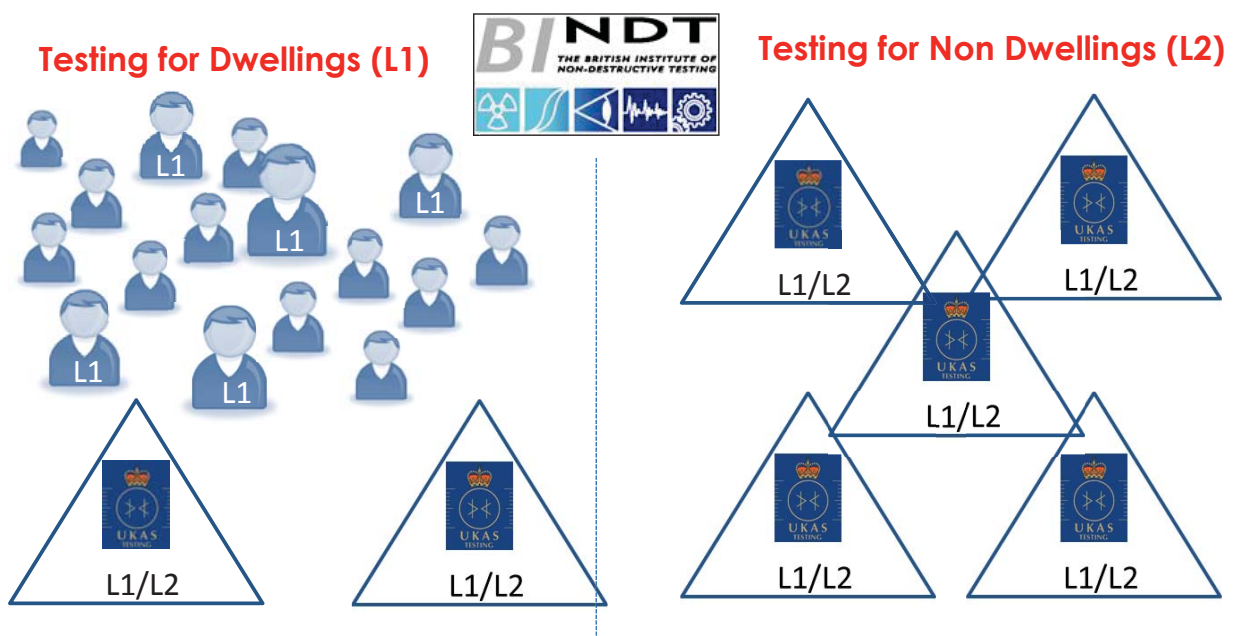 Testing for Dwellings (L1)
BINDT
THE BRITISH INSTITUTE OF
NON-DESTRUCTIVE TESTING
Testing for Non Dwellings (L2)
L1
L1
L1
L1
L1
UKAS
TESTING
L1/L2
UKAS
TESTING
L1/L2
UKAS
TESTING
L1/L2
UKAS
TESTING
L1/L2
UKAS
TESTING
L1/L2
UKAS
TESTING
L1/L2
UKAS
TESTING
L1/L2